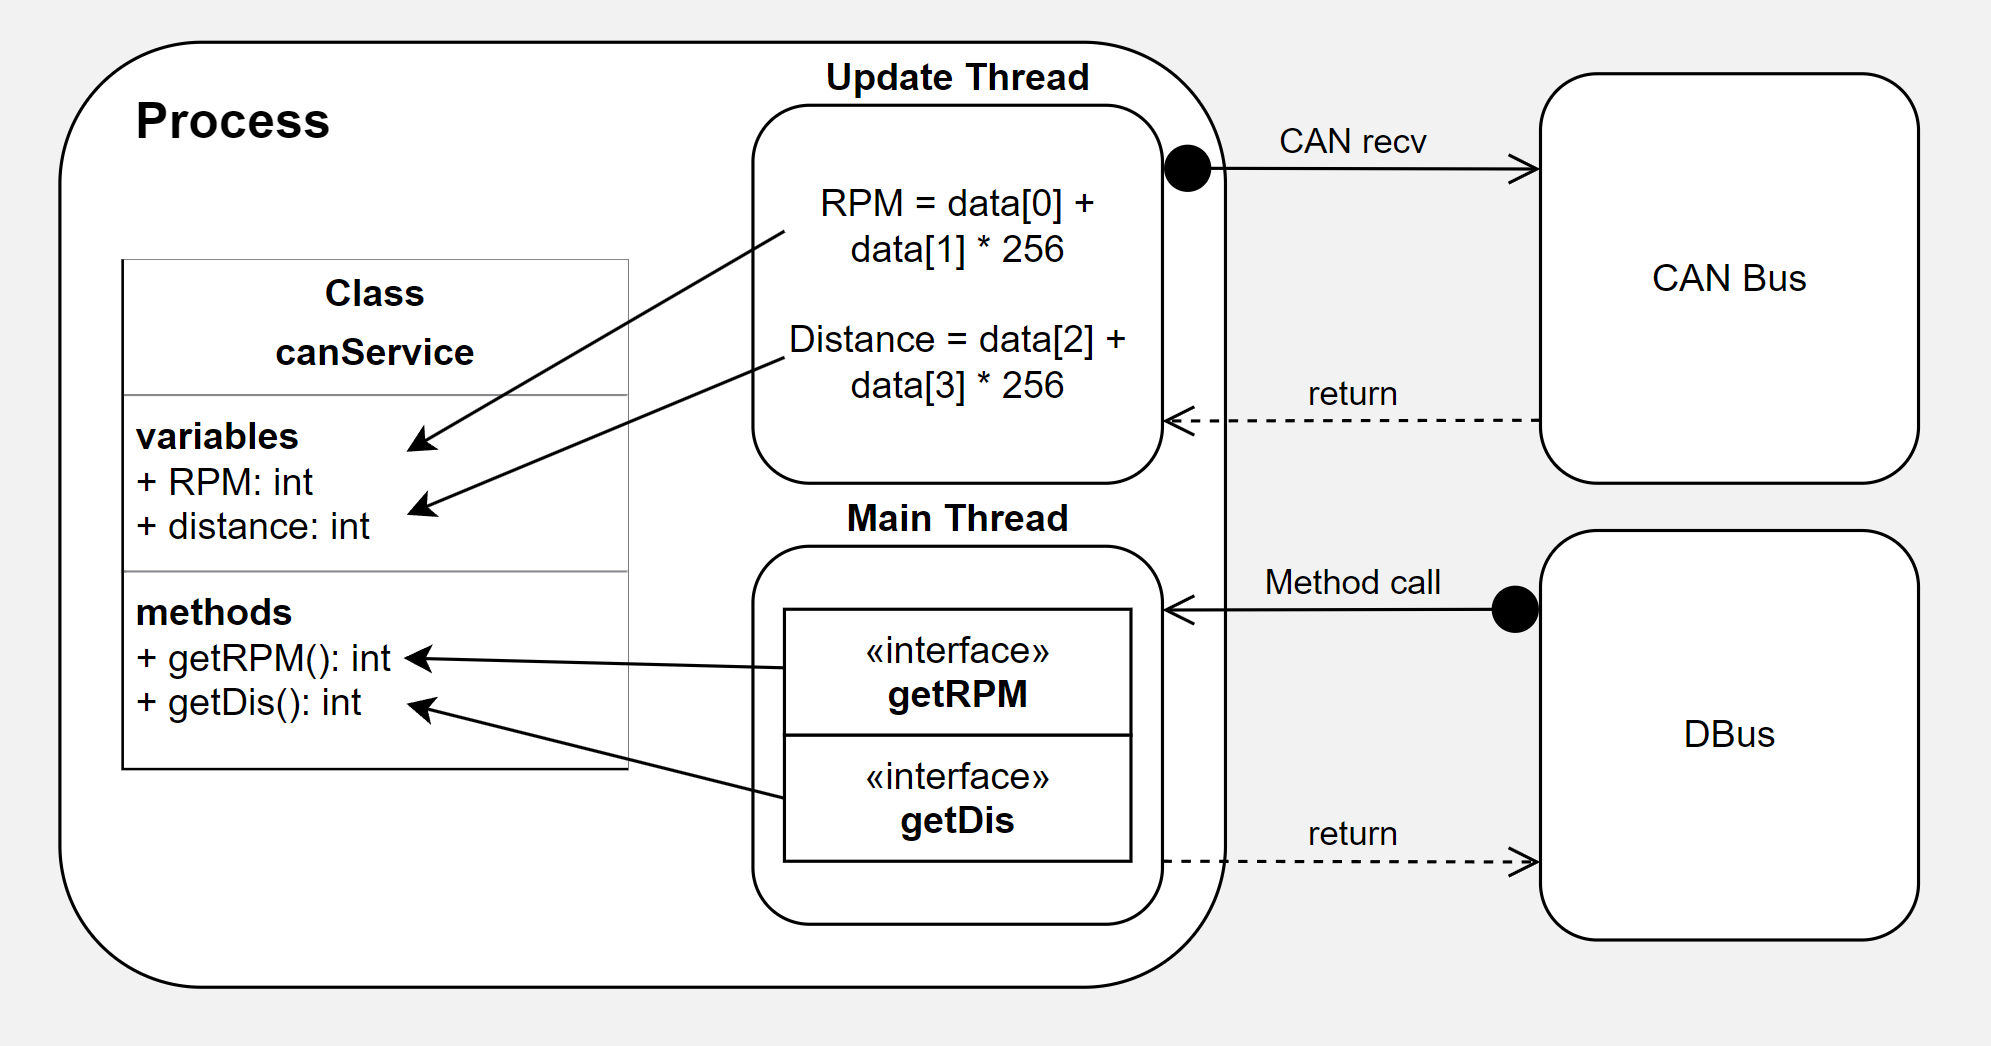 Process
Class
canService
variables
+ RPM: int
+ distance: int
methods
+ getRPM(): int
+ getDis(): int
Update Thread
RPM = data[0] +
data[1] * 256
Distance = data[2] +
data[3] * 256
Main Thread
«interface»
getRPM
«interface»
getDis
CAN recv
return
Method call
return
CAN Bus
DBus